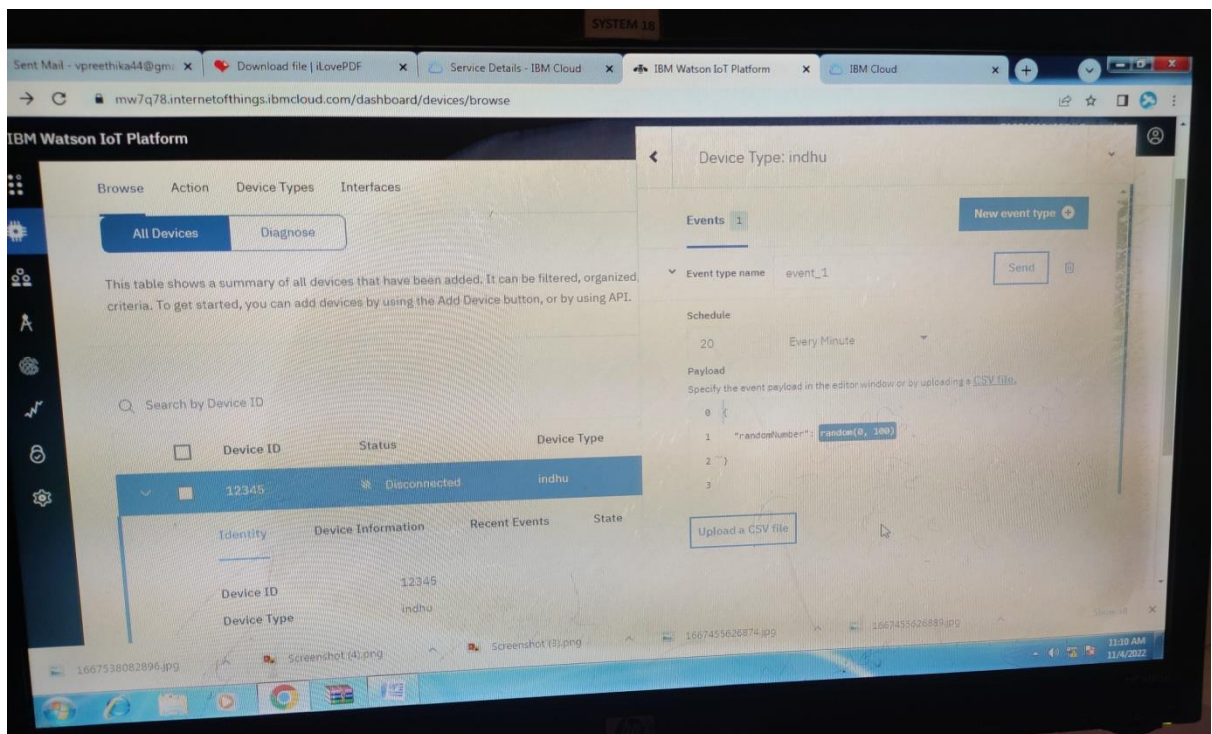 SYSTEM 18
Sent Mail - vpreethika44@gm
Download file | iLovePDF
Service Details - IBM Cloud
IBM Watson IoT Platform
IBM Cloud
mw7q78.internetofthings.ibmcloud.com/dashboard/devices/browse
IBM Watson IoT Platform
Browse Action Device Types Interfaces
All Devices Diagnose
This table shows a summary of all devices that have been added. It can be filtered, organized,
criteria. To get started, you can add devices by using the Add Device button, or by using API.
Search by Device ID
Device ID Status Device Type
12345 Disconnected indhu
Identity Device Information Recent Events State
Device ID 12345
Device Type indhu
Device Type: indhu
Events 1
New event type
Event type name event_1
Send
Schedule
20 Every Minute
Payload
Specify the event payload in the editor window or by uploading a CSV file.
0 {
1 "randomNumber": random(0, 100)
2 }
3
Upload a CSV file
1667538082896.jpg
Screenshot (4).png
Screenshot (3).png
1667455626874.jpg
1667455626889.jpg
Show all
11:10 AM
11/4/2022